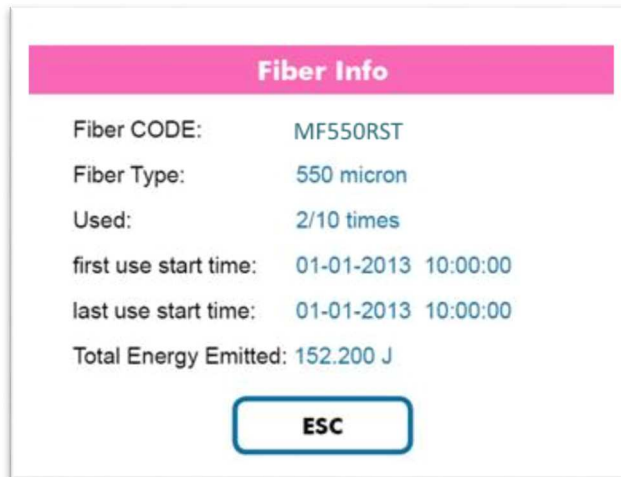 Fiber Info
Fiber CODE: MF550RST
Fiber Type: 550 micron
Used: 2/10 times
first use start time: 01-01-2013 10:00:00
last use start time: 01-01-2013 10:00:00
Total Energy Emitted: 152.200 J
ESC